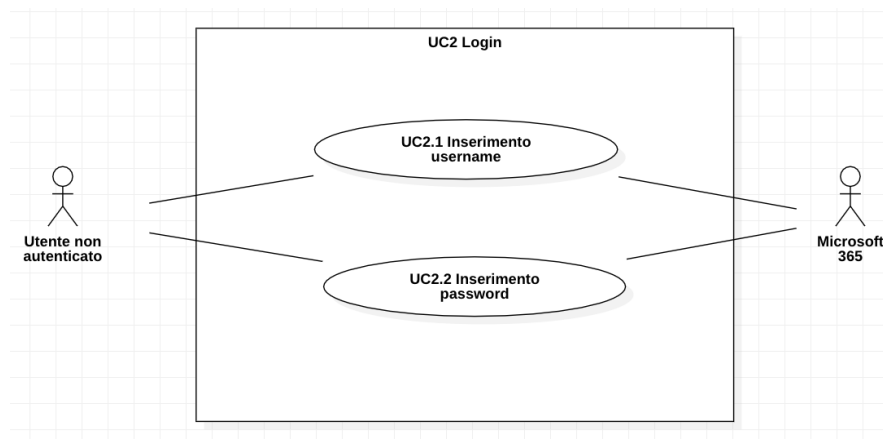 UC2 Login
UC2.1 Inserimento
username
Utente non
autenticato
Microsoft
365
UC2.2 Inserimento
password